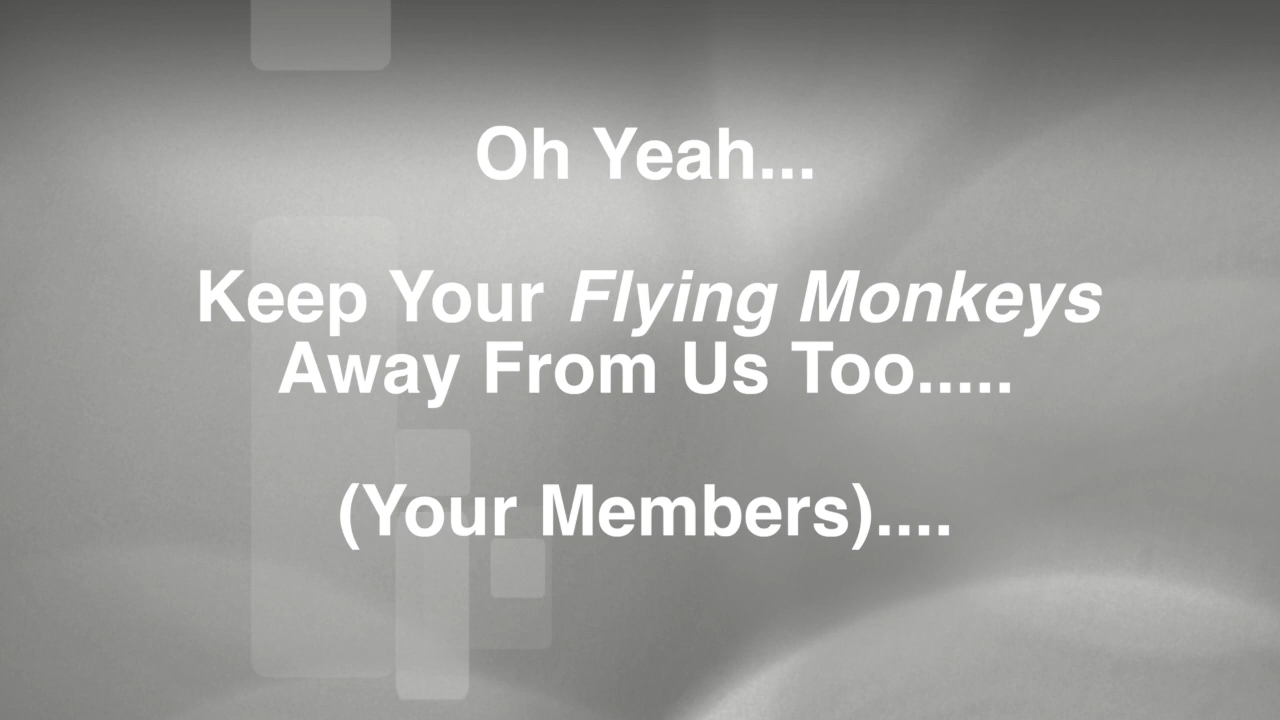 Oh Yeah...
Keep Your Flying Monkeys
Away From Us Too.....
(Your Members)....